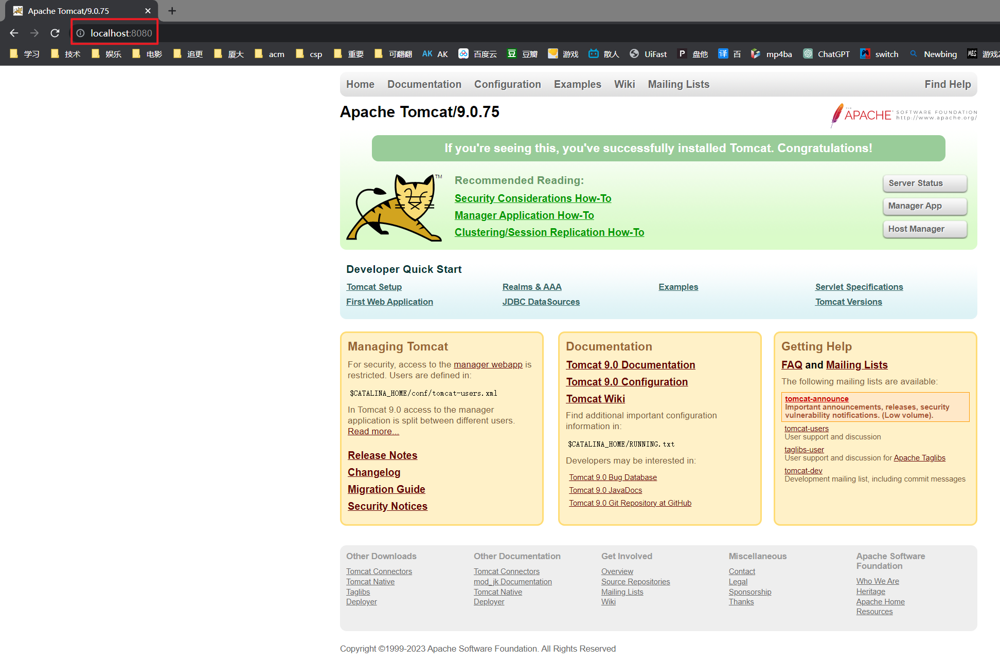 Apache Tomcat/9.0.75
localhost:8080
学习 技术 娱乐 电影 追更 厦大 acm csp 重要 可翻翻 AK AK 百度云 豆 豆瓣 游戏 散人 UiFast P 盘他 译 百 mp4ba ChatGPT switch Newbing MES 游戏2
Home Documentation Configuration Examples Wiki Mailing Lists Find Help
Apache Tomcat/9.0.75
THE APACHE SOFTWARE FOUNDATION
http://www.apache.org/
If you're seeing this, you've successfully installed Tomcat. Congratulations!
TM
Recommended Reading:
Security Considerations How-To
Manager Application How-To
Clustering/Session Replication How-To
Server Status
Manager App
Host Manager
Developer Quick Start
Tomcat Setup
First Web Application
Realms & AAA
JDBC DataSources
Examples
Servlet Specifications
Tomcat Versions
Managing Tomcat
For security, access to the manager webapp is
restricted. Users are defined in:
$CATALINA_HOME/conf/tomcat-users.xml
In Tomcat 9.0 access to the manager
application is split between different users.
Read more...
Release Notes
Changelog
Migration Guide
Security Notices
Documentation
Tomcat 9.0 Documentation
Tomcat 9.0 Configuration
Tomcat Wiki
Find additional important configuration
information in:
$CATALINA_HOME/RUNNING.txt
Developers may be interested in:
Tomcat 9.0 Bug Database
Tomcat 9.0 JavaDocs
Tomcat 9.0 Git Repository at GitHub
Getting Help
FAQ and Mailing Lists
The following mailing lists are available:
tomcat-announce
Important announcements, releases, security
vulnerability notifications. (Low volume).
tomcat-users
User support and discussion
taglibs-user
User support and discussion for Apache Taglibs
tomcat-dev
Development mailing list, including commit messages
Other Downloads
Tomcat Connectors
Tomcat Native
Taglibs
Deployer
Other Documentation
Tomcat Connectors
mod_jk Documentation
Tomcat Native
Deployer
Get Involved
Overview
Source Repositories
Mailing Lists
Wiki
Miscellaneous
Contact
Legal
Sponsorship
Thanks
Apache Software
Foundation
Who We Are
Heritage
Apache Home
Resources
Copyright ©1999-2023 Apache Software Foundation. All Rights Reserved